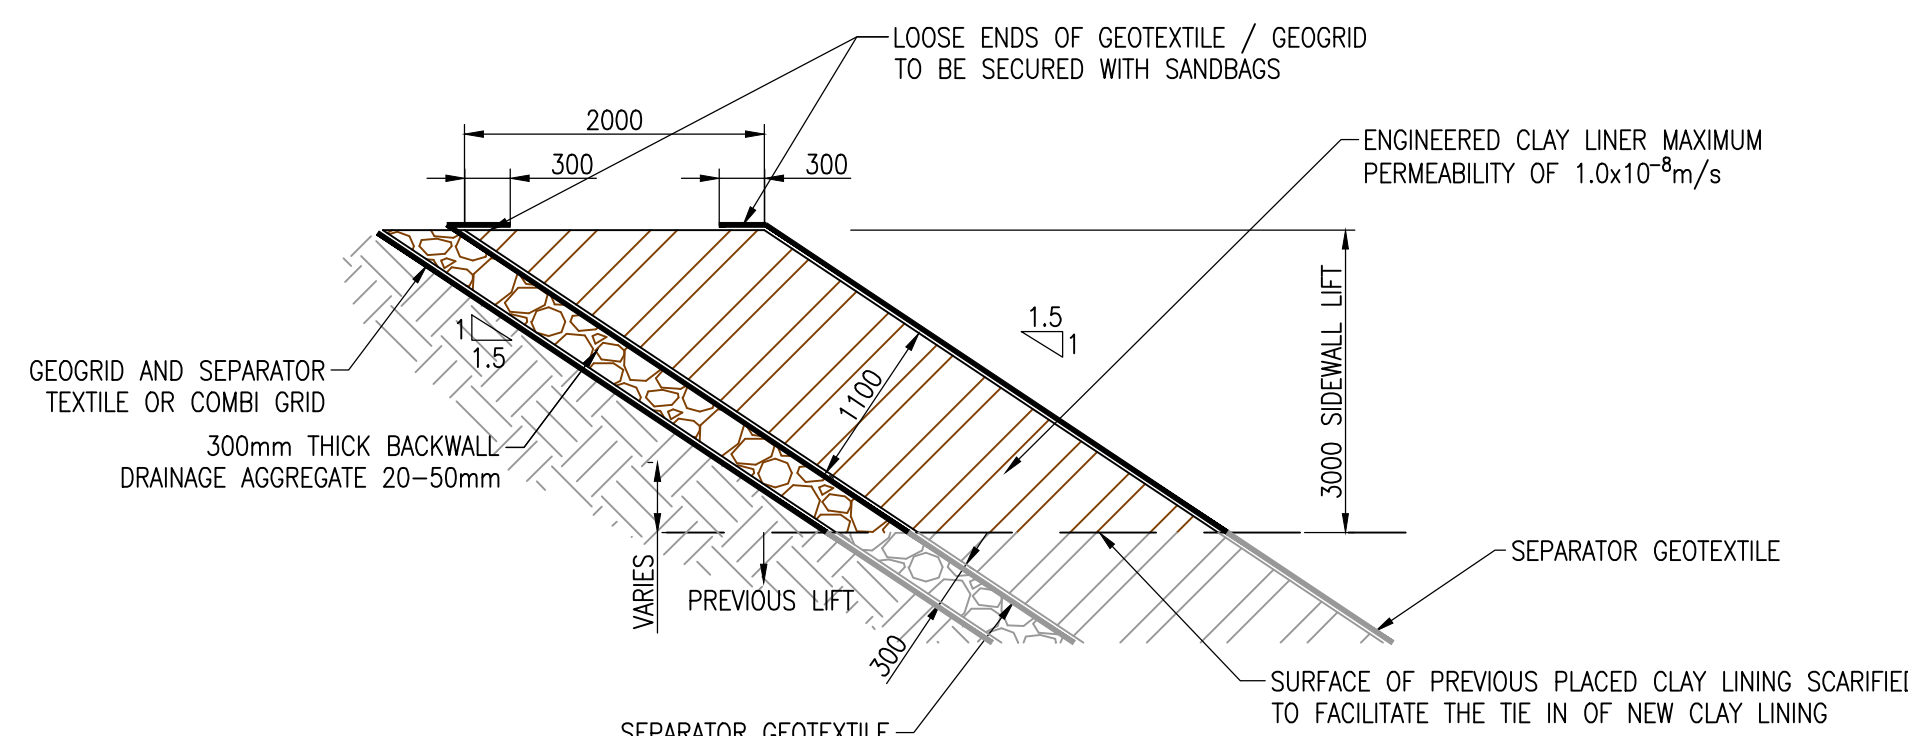 LOOSE ENDS OF GEOTEXTILE / GEOGRID
TO BE SECURED WITH SANDBAGS
2000
300
300
ENGINEERED CLAY LINER MAXIMUM
PERMEABILITY OF 1.0x10⁻⁸m/s
1
1.5
1.5
1
3000 SIDEWALL LIFT
GEOGRID AND SEPARATOR
TEXTILE OR COMBI GRID
1100
300mm THICK BACKWALL
DRAINAGE AGGREGATE 20-50mm
VARIES
PREVIOUS LIFT
SEPARATOR GEOTEXTILE
300
SURFACE OF PREVIOUS PLACED CLAY LINING SCARIFIED
TO FACILITATE THE TIE IN OF NEW CLAY LINING
SEPARATOR GEOTEXTILE